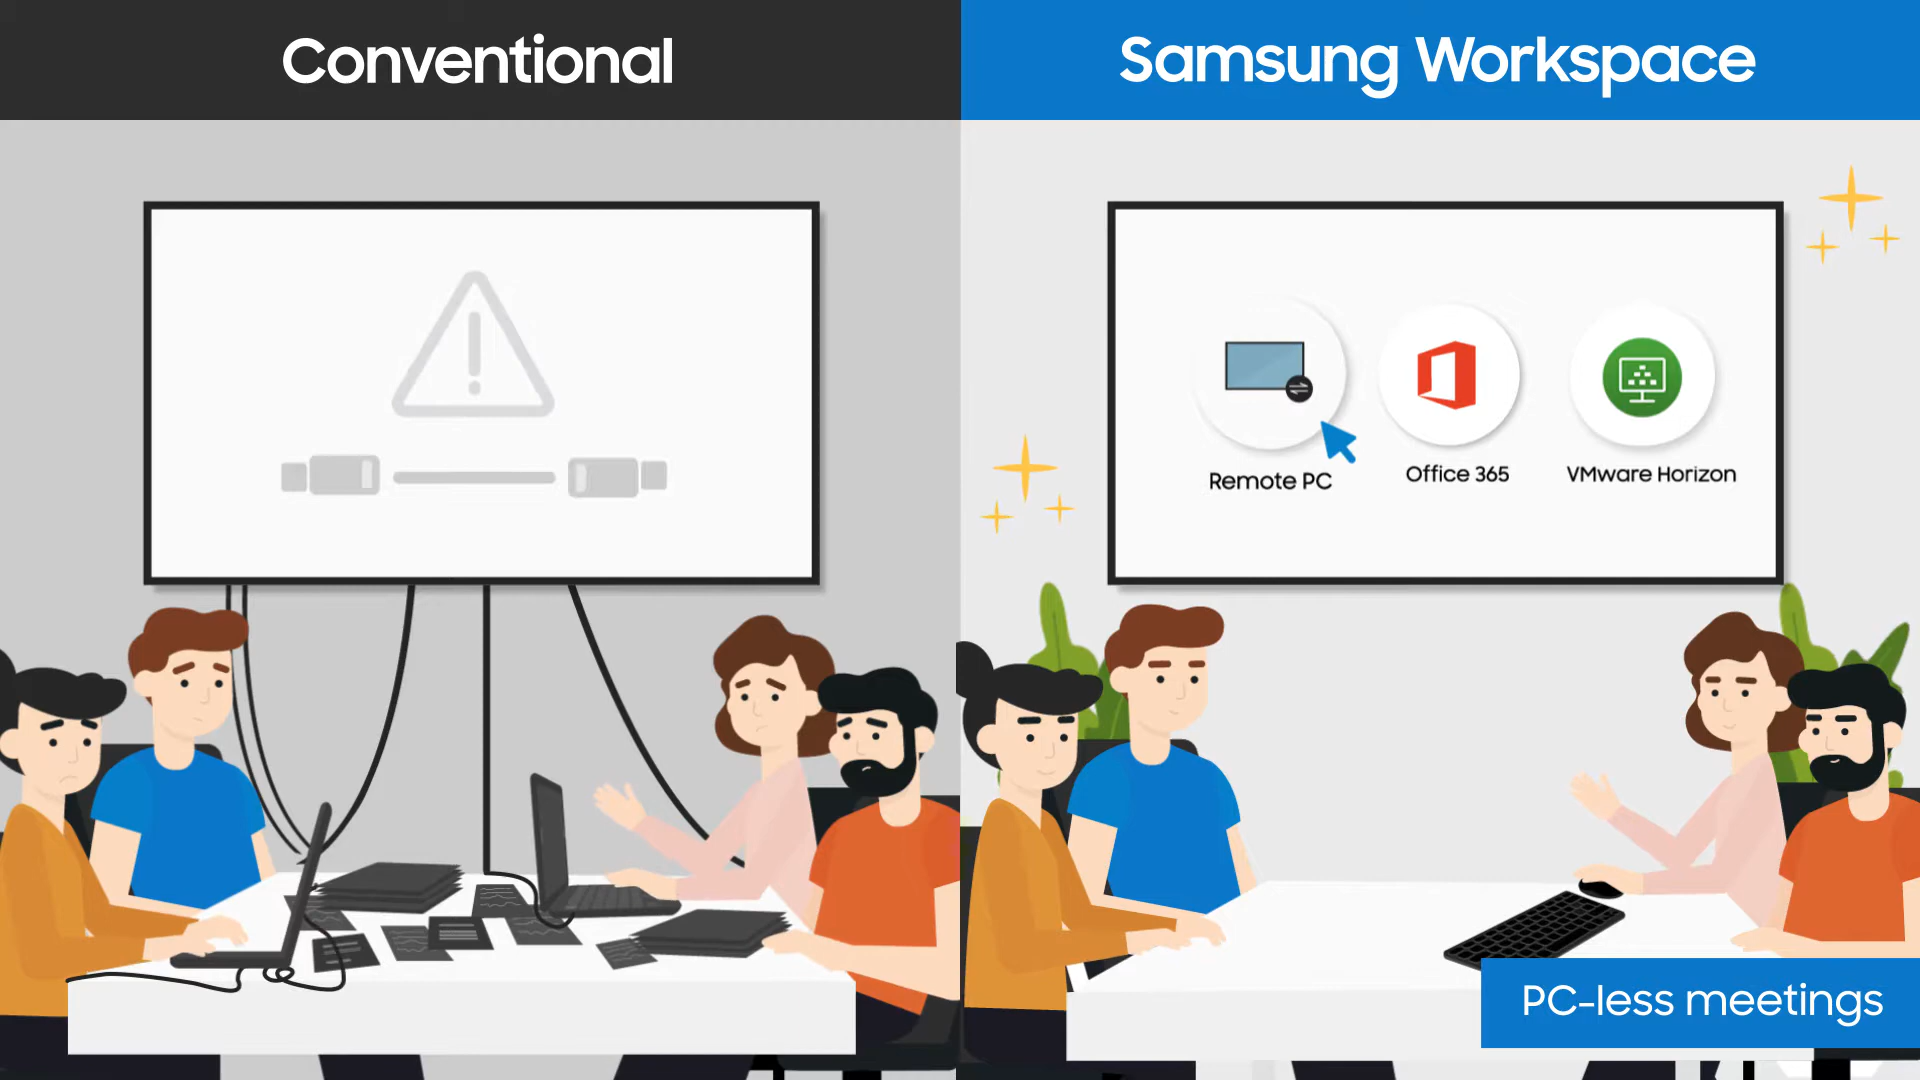 Conventional
Samsung Workspace
Remote PC
Office 365
VMware Horizon
PC-less meetings